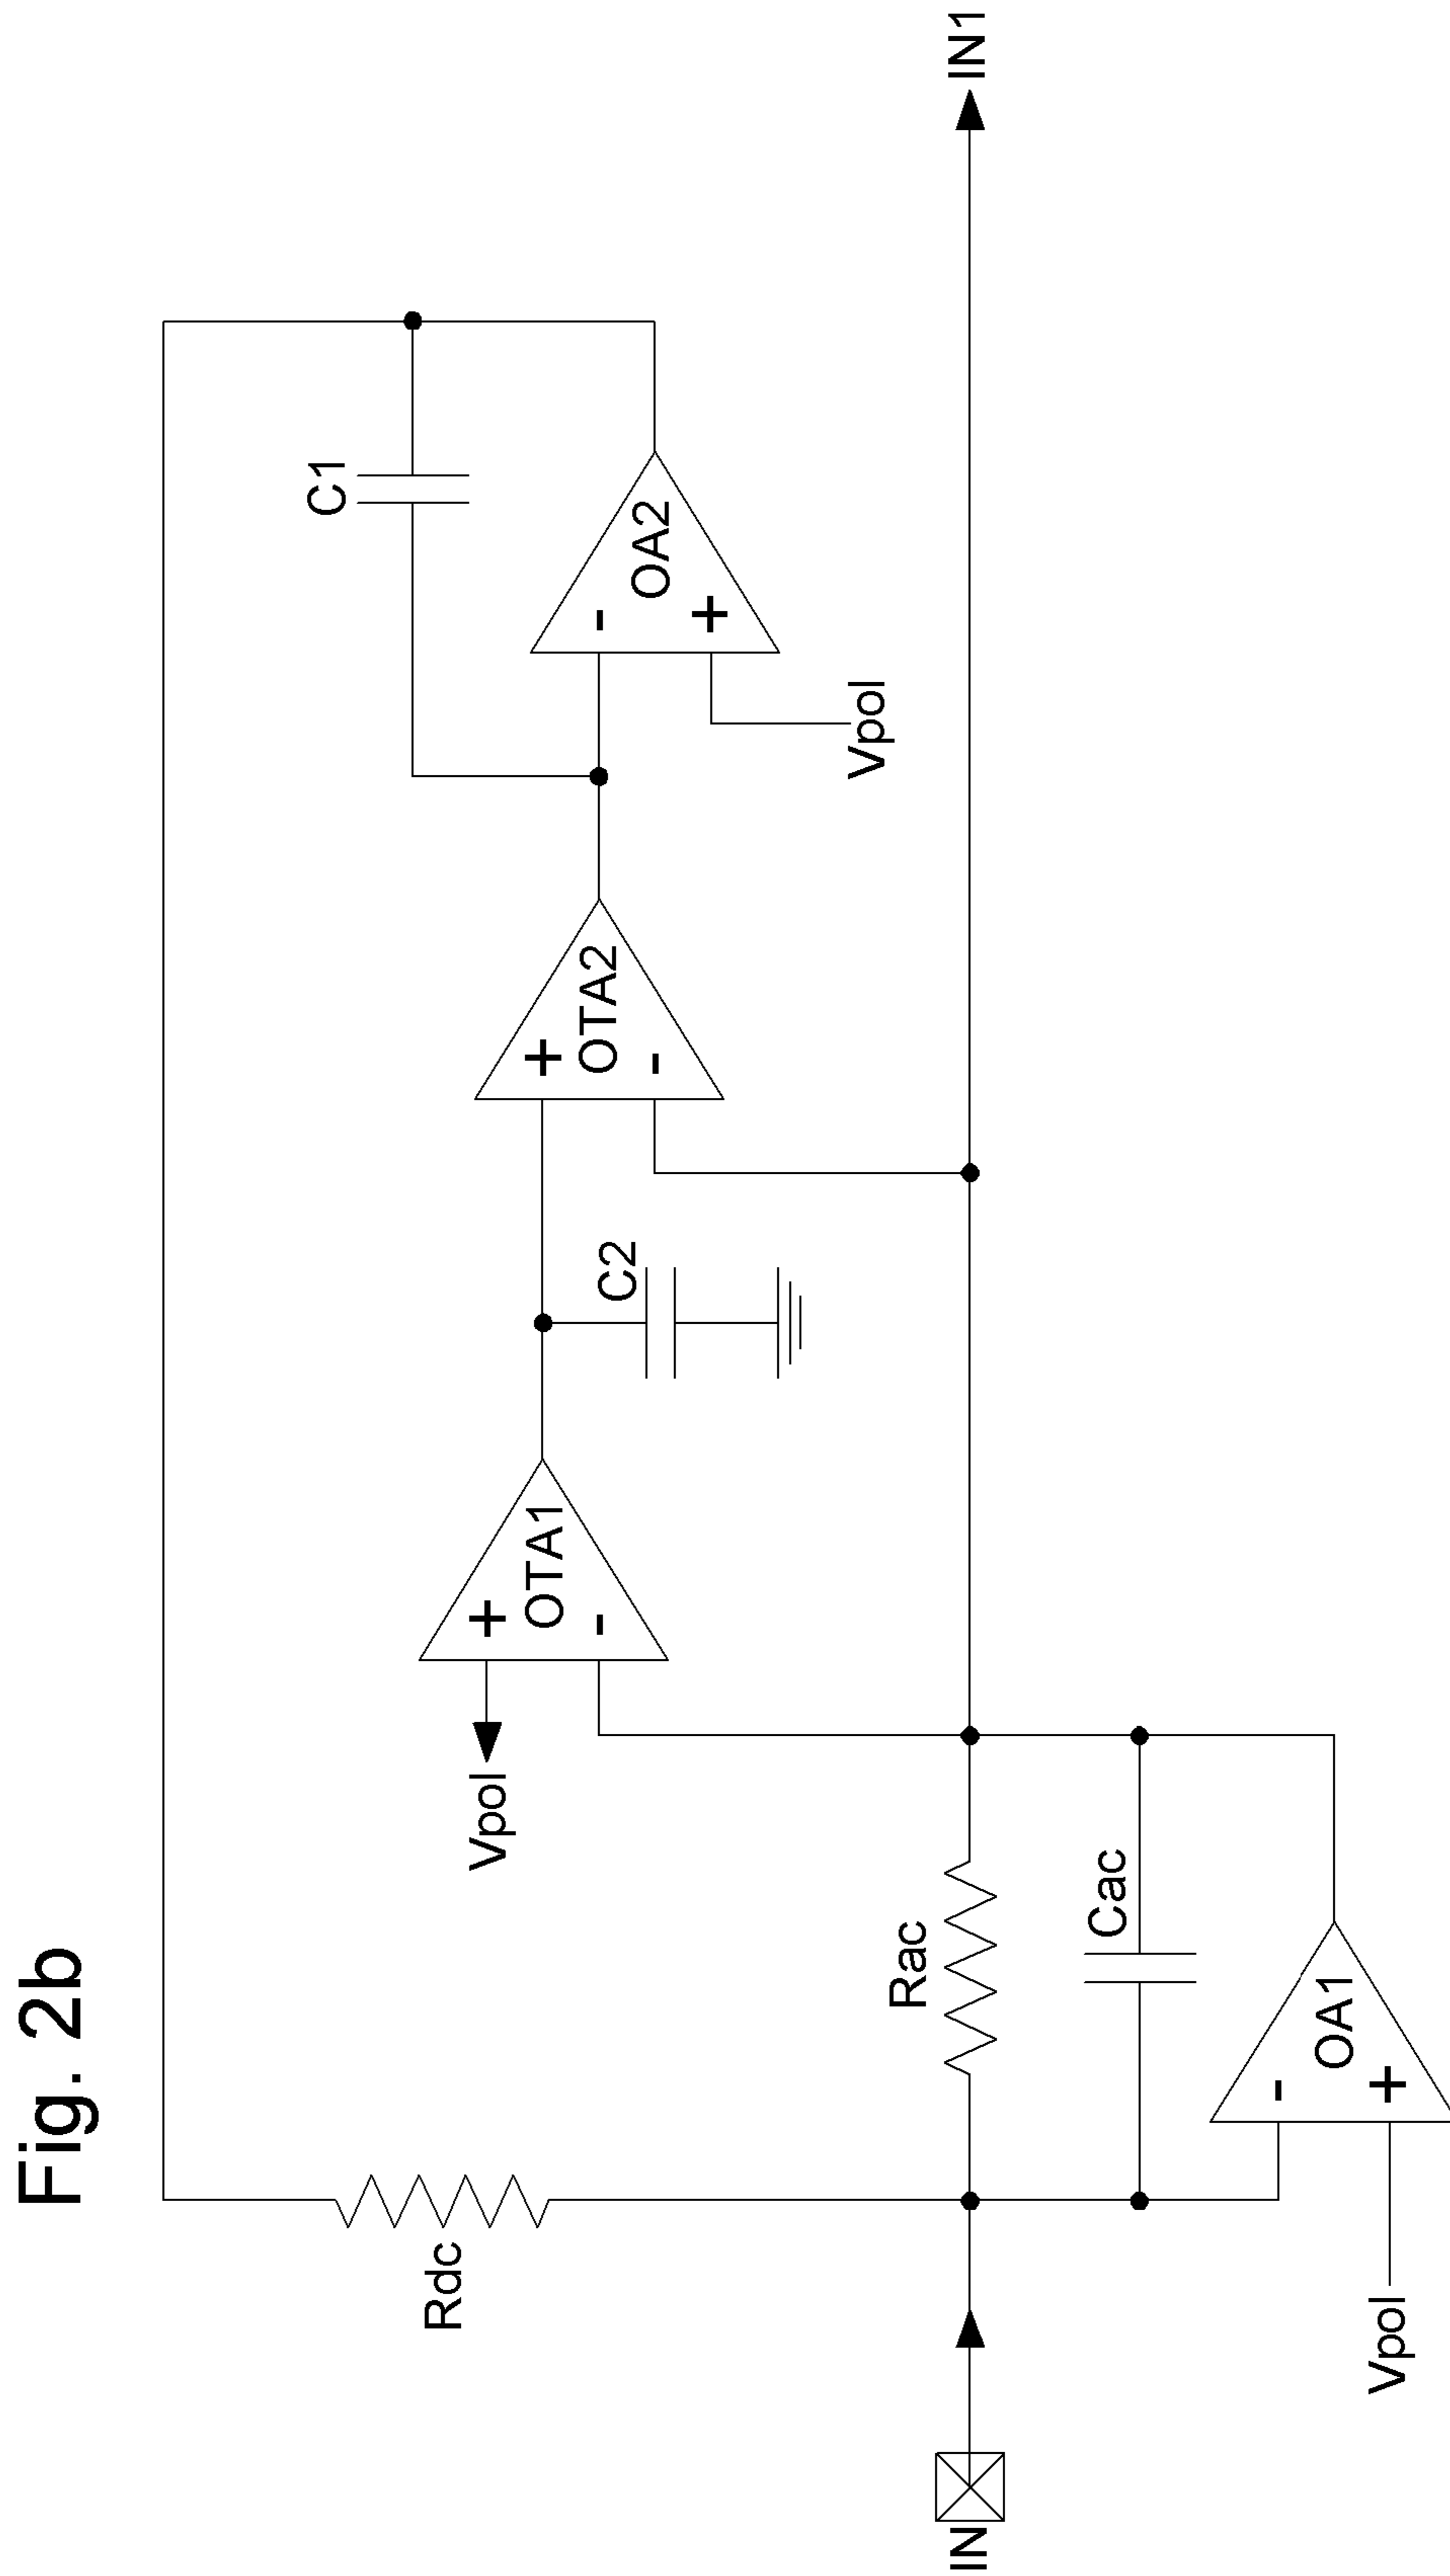 Fig. 2b
Rdc
C1
Vpol
+
-
OTA1
C2
+
-
OTA2
-
+
OA2
Vpol
IN
Rac
IN1
Cac
-
+
OA1
Vpol